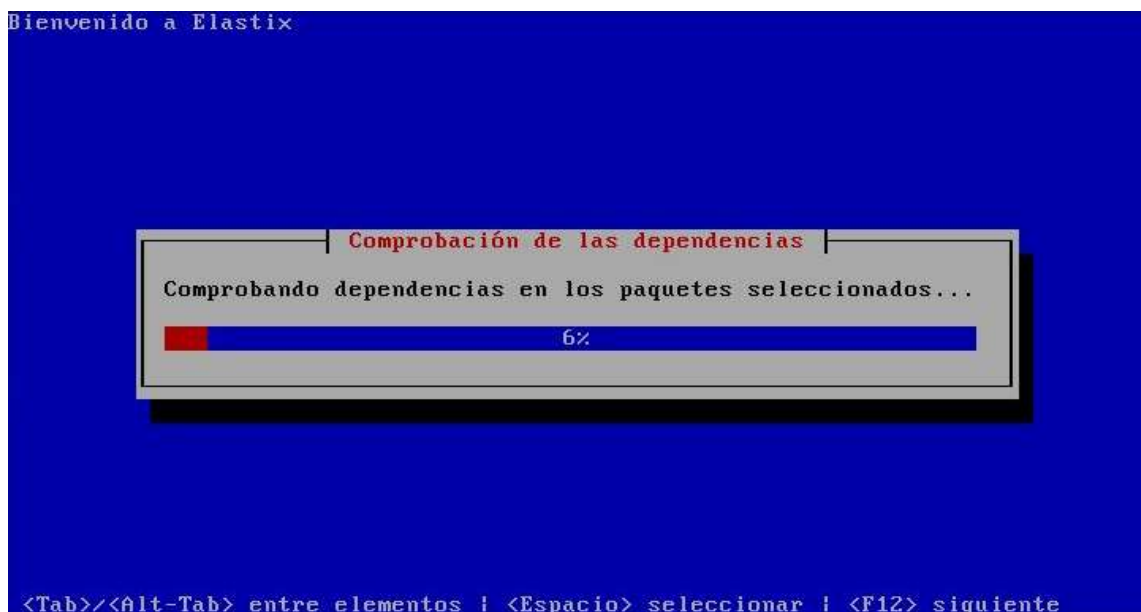 Bienvenido a Elastix
Comprobación de las dependencias
Comprobando dependencias en los paquetes seleccionados...
6%
<Tab>/<Alt-Tab> entre elementos ¦ <Espacio> seleccionar ¦ <F12> siguiente